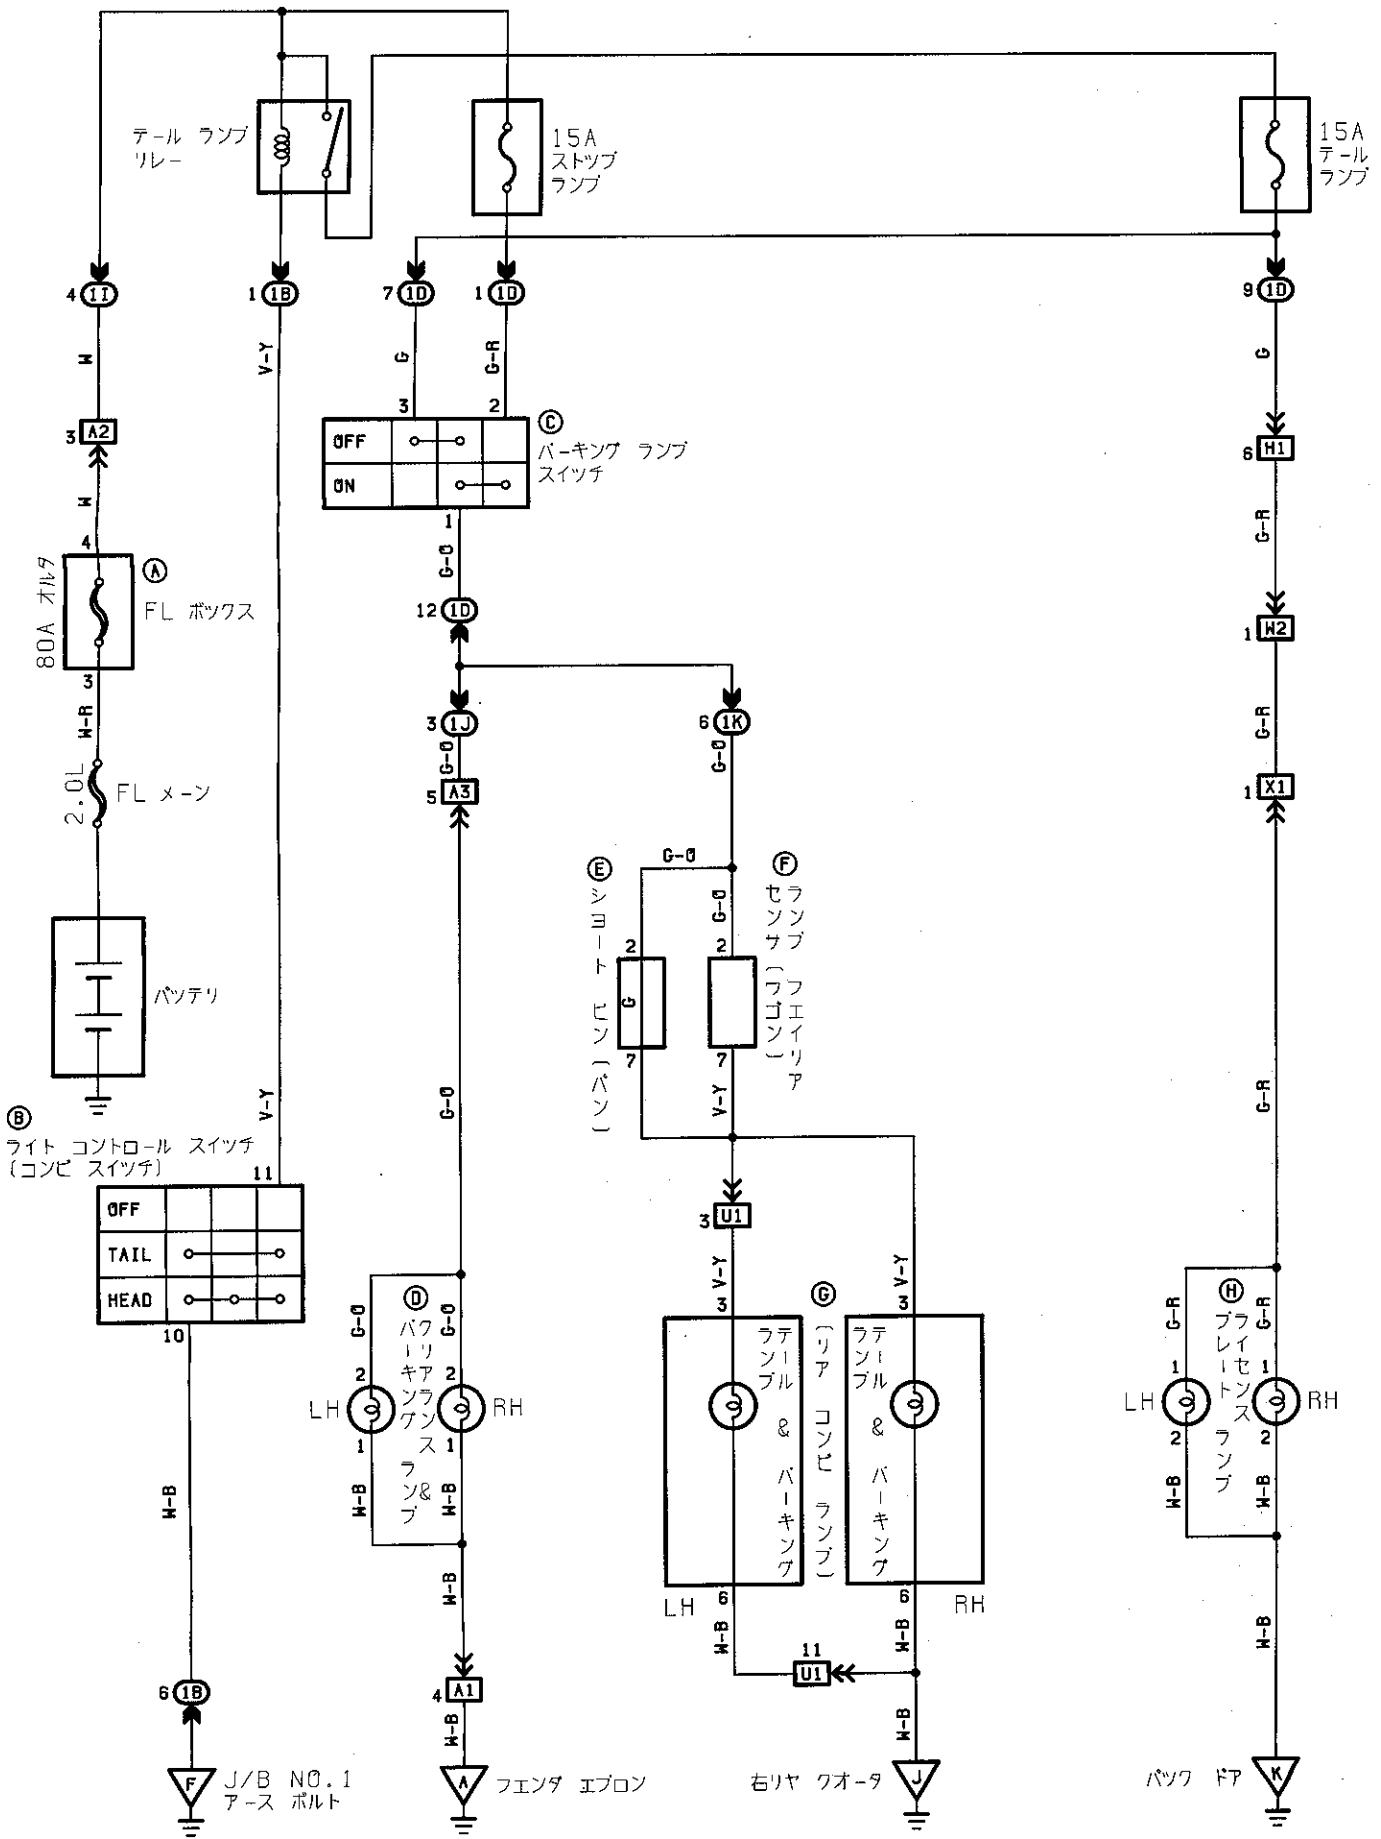 テール ランプ
リレー
15A
ストップ
ランプ
15A
テール
ランプ
4 1I
1 1B
7 1D
1 1D
9 1D
W
V-Y
G
G-R
G
3 A2
3
2
C
パーキング ランプ
スイッチ
OFF
ON
6 H1
W
1
G-O
G-R
4
80A オルタ
A
FL ボックス
3
12 1D
1 W2
W-R
3 1J
6 1K
G-O
G-O
G-R
2.0L
FL メーン
5 A3
1 X1
G-O
E
ショート ピン (バン)
F
ランプ フェイリア
センサ (ワゴン)
G-O
2
2
G
7
7
バッテリ
V-Y
G-O
V-Y
G-R
B
ライト コントロール スイッチ
(コンビ スイッチ)
11
OFF
TAIL
HEAD
10
3 U1
V-Y
V-Y
3
3
G
(リア コンビ ランプ)
テール & パーキング
ランプ
テール & パーキング
ランプ
D
クリアランス &
パーキング ランプ
G-O
G-O
2
2
LH
RH
1
1
W-B
W-B
H
ライセンス
プレート ランプ
G-R
G-R
1
1
LH
RH
2
2
W-B
W-B
W-B
W-B
LH
6
6
RH
W-B
W-B
W-B
11
U1
6 1B
4 A1
W-B
W-B
F
J/B NO.1
アース ボルト
A
フェンダ エプロン
右リヤ クオータ
J
バック ドア
K